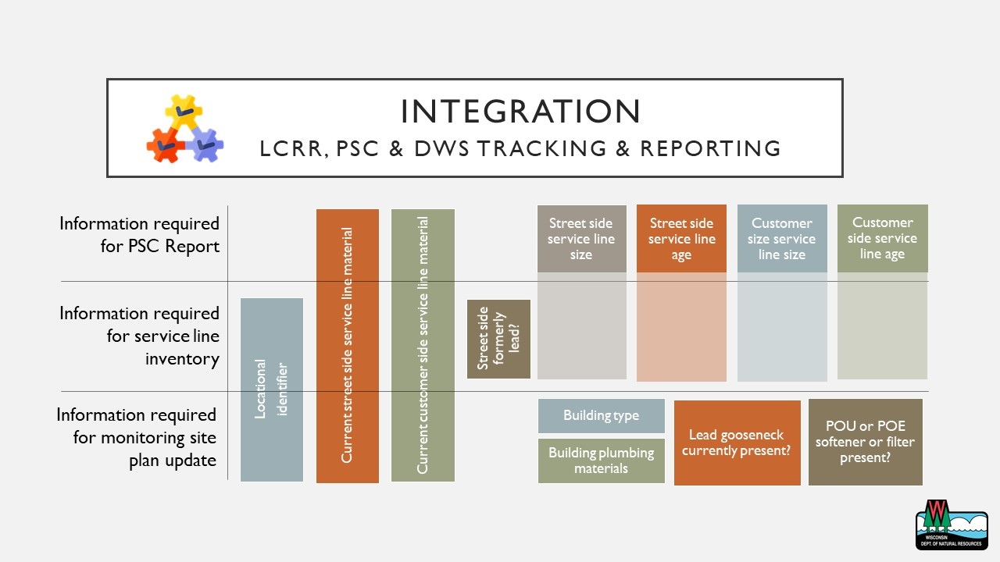 INTEGRATION
LCRR, PSC & DWS TRACKING & REPORTING
Information required
for PSC Report
Information required
for service line
inventory
Information required
for monitoring site
plan update
Locational
identifier
Current street side service line material
Current customer side service line material
Street side
formerly
lead?
Street side
service line
size
Street side
service line
age
Customer
size service
line size
Customer
side service
line age
Building type
Building plumbing
materials
Lead gooseneck
currently present?
POU or POE
softener or filter
present?
W
WISCONSIN
DEPT. OF NATURAL RESOURCES